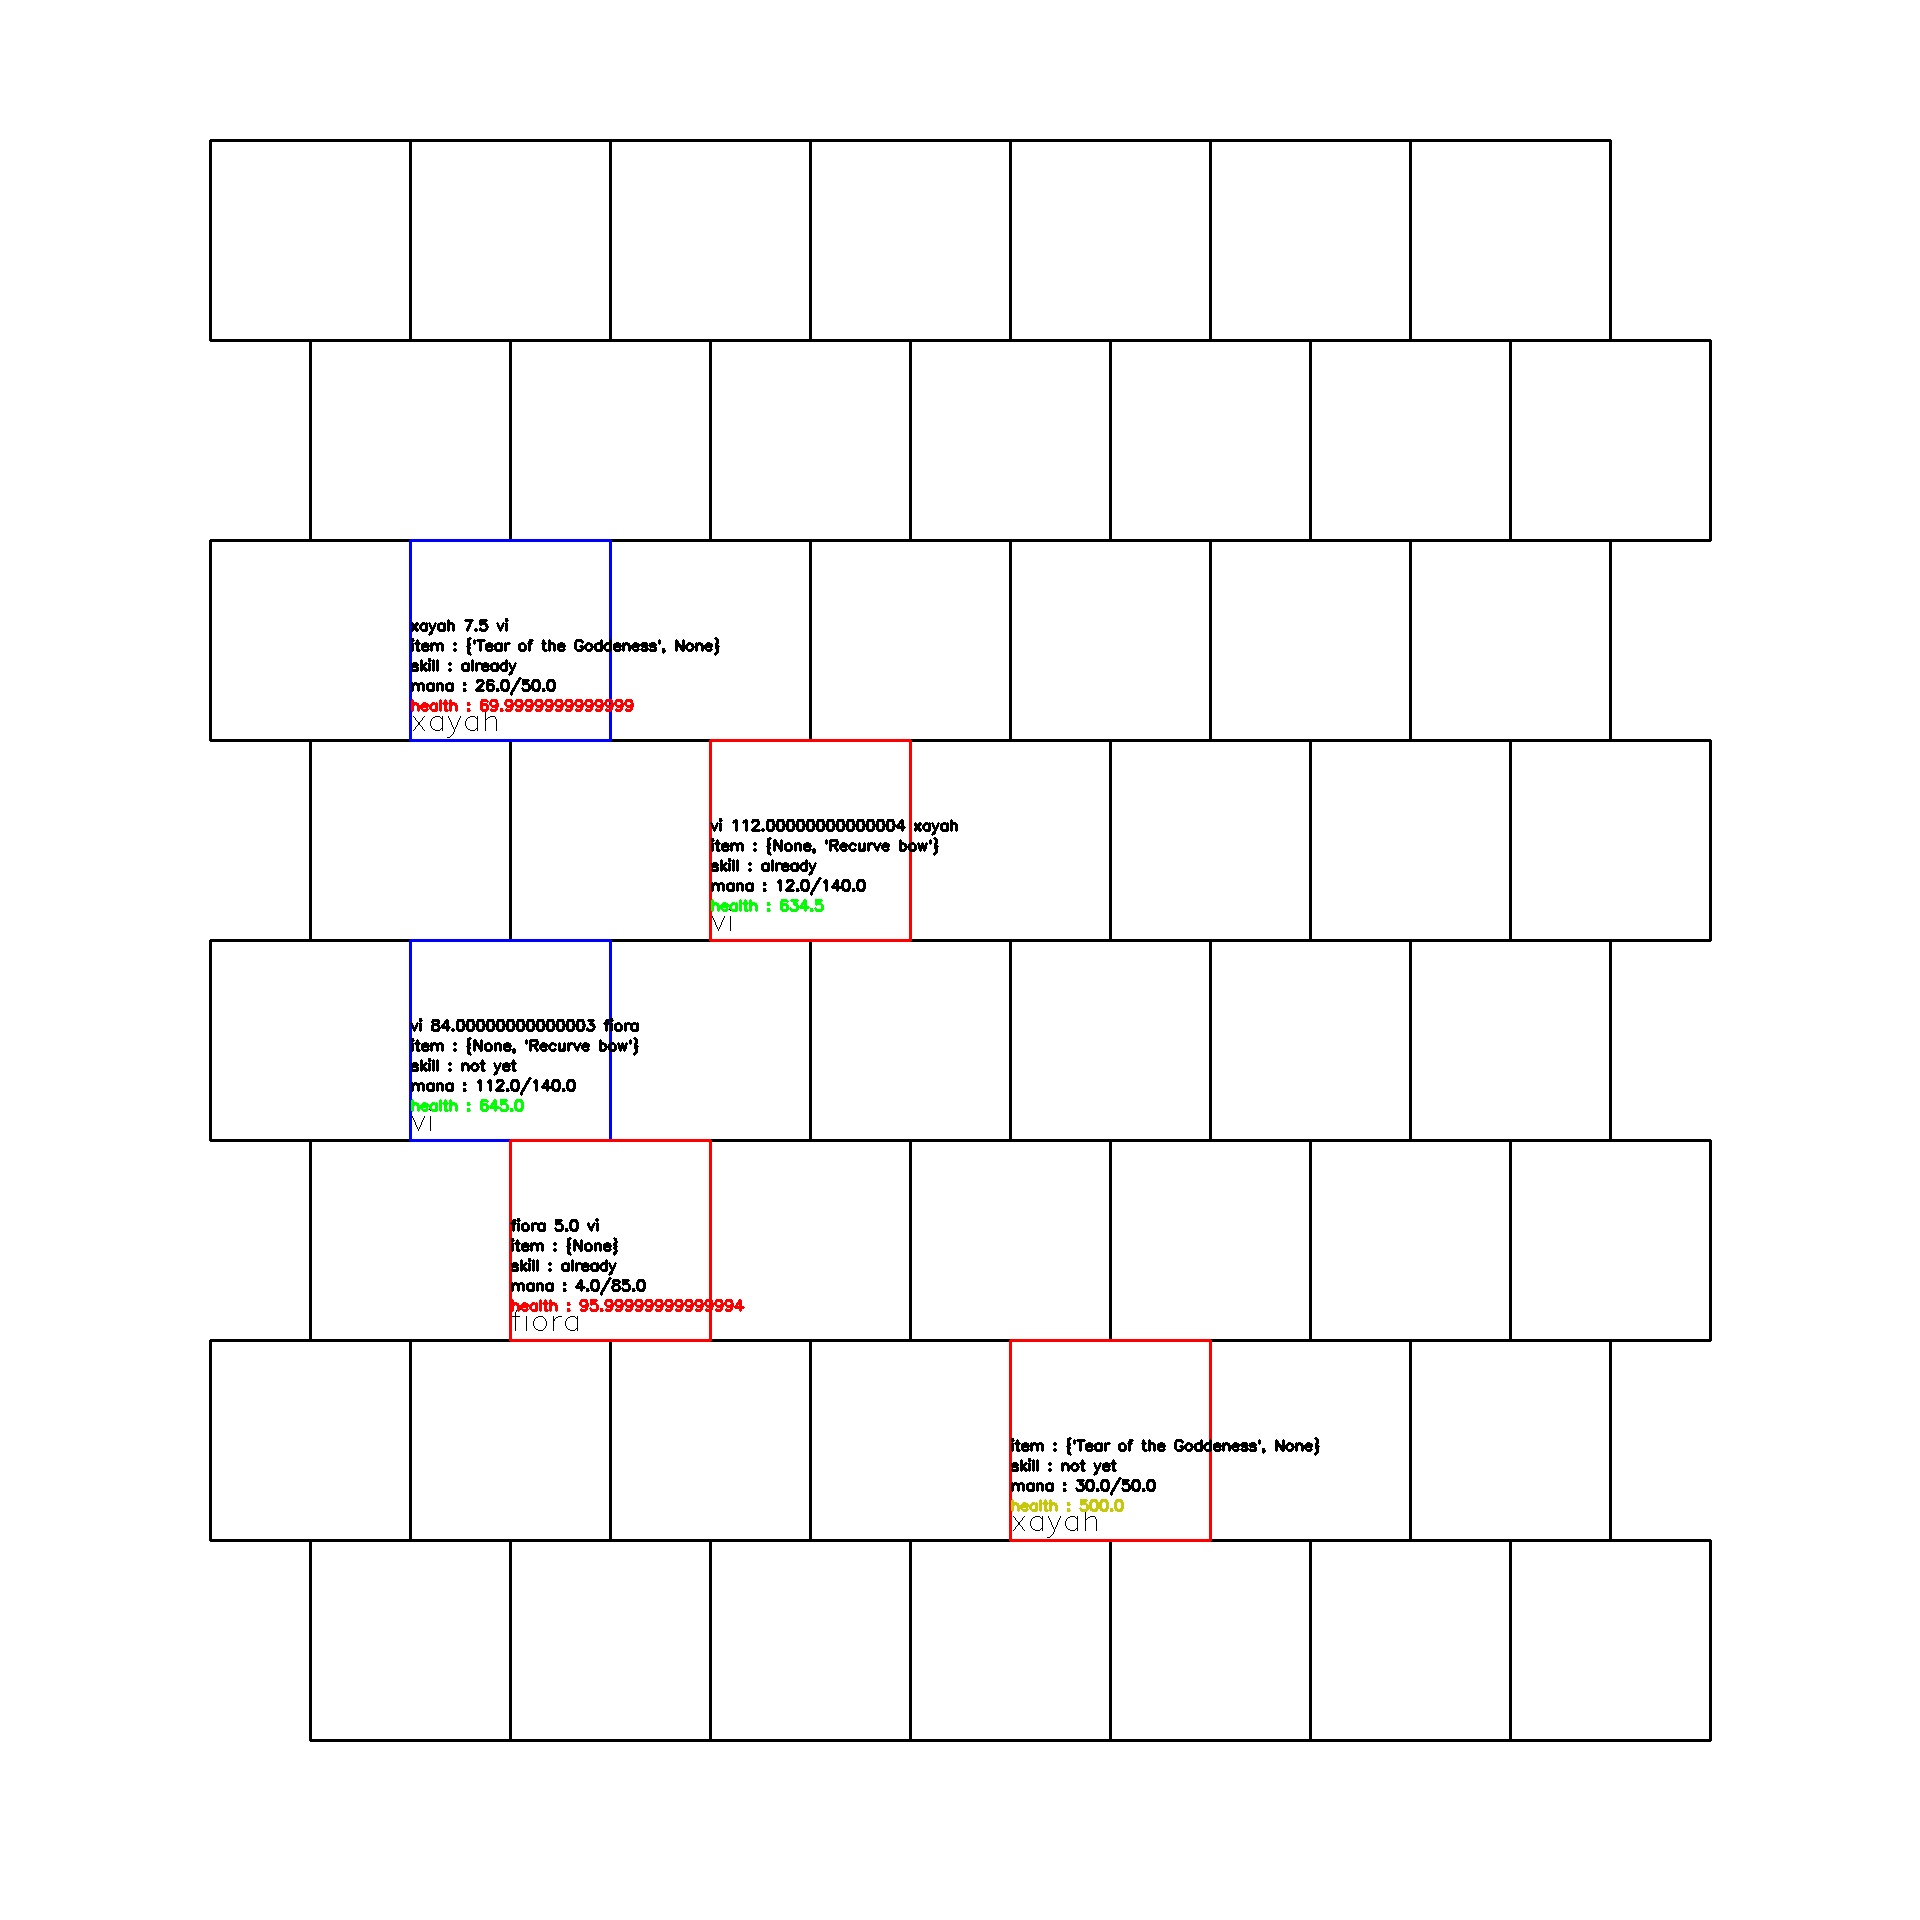 xayah 7.5 vi
item : {'Tear of the Goddeness', None}
skill : already
mana : 26.0/50.0
health : 69.9999999999999
xayah
vi 112.00000000000004 xayah
item : {None, 'Recurve bow'}
skill : already
mana : 12.0/140.0
health : 634.5
vi
vi 84.00000000000003 fiora
item : {None, 'Recurve bow'}
skill : not yet
mana : 112.0/140.0
health : 645.0
vi
fiora 5.0 vi
item : {None}
skill : already
mana : 4.0/85.0
health : 95.99999999999994
fiora
item : {'Tear of the Goddeness', None}
skill : not yet
mana : 30.0/50.0
health : 500.0
xayah